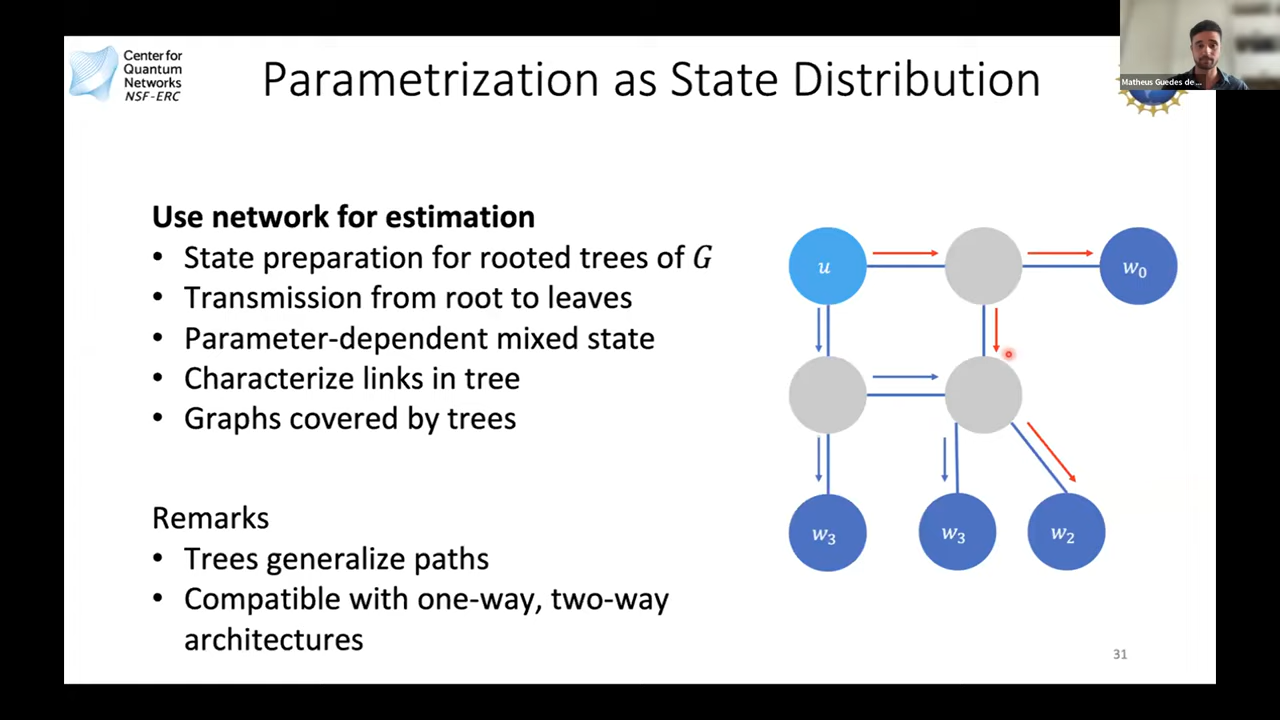 Center for
Quantum
Networks
NSF-ERC
Parametrization as State Distribution
Matheus Guedes de ...
Use network for estimation
• State preparation for rooted trees of G
• Transmission from root to leaves
• Parameter-dependent mixed state
• Characterize links in tree
• Graphs covered by trees
Remarks
• Trees generalize paths
• Compatible with one-way, two-way
architectures
u
w₀
w₃
w₃
w₂
31